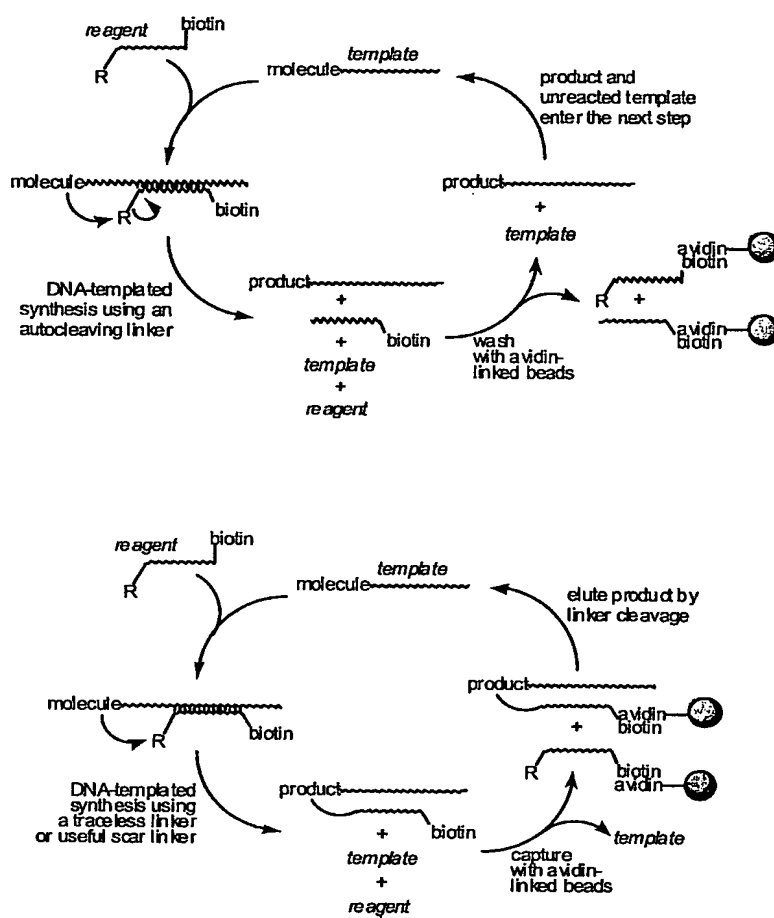 biotin
reagent
R
template
molecule
product and
unreacted template
enter the next step
molecule
R
biotin
product
+
template
DNA-templated
synthesis using an
autocleaving linker
product
+
biotin
+
template
+
reagent
wash
with avidin-
linked beads
avidin
biotin
R
+
avidin
biotin
biotin
reagent
R
template
molecule
elute product by
linker cleavage
molecule
R
biotin
product
avidin
biotin
+
R
biotin
avidin
DNA-templated
synthesis using
a traceless linker
or useful scar linker
product
biotin
+
template
+
reagent
capture
with avidin-
linked beads
template